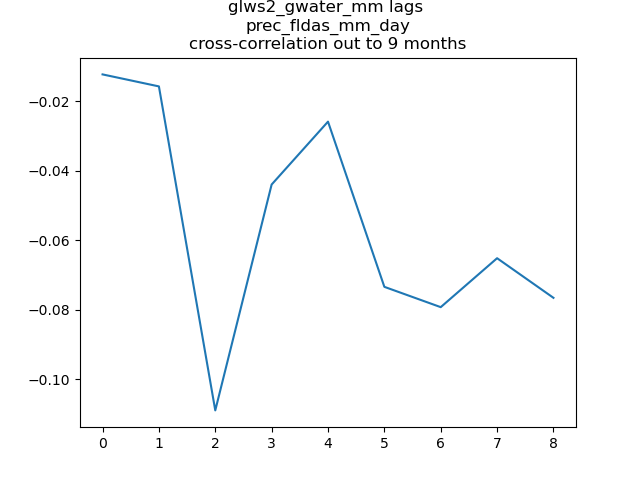 glws2_gwater_mm lags
prec_fldas_mm_day
cross-correlation out to 9 months
−0.02
−0.04
−0.06
−0.08
−0.10
0 1 2 3 4 5 6 7 8